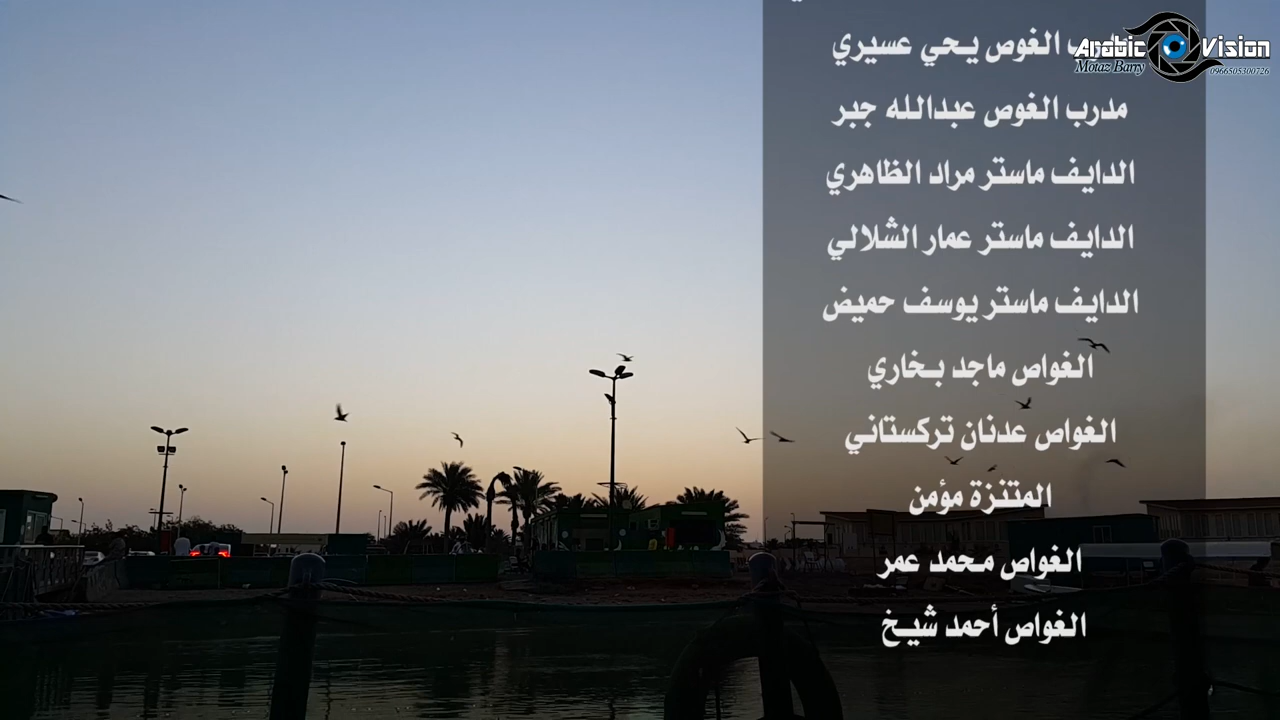 الغوص يحي عسيري
مدرب الغوص عبدالله جبر
الدايف ماستر مراد الظاهري
الدايف ماستر عمار الشلالي
الدايف ماستر يوسف حميض
الغواص ماجد بخاري
الغواص عدنان تركستاني
المتنزة مؤمن
الغواص محمد عمر
الغواص أحمد شيخ
Arabic Vision
Motaz Barry 0966505300726